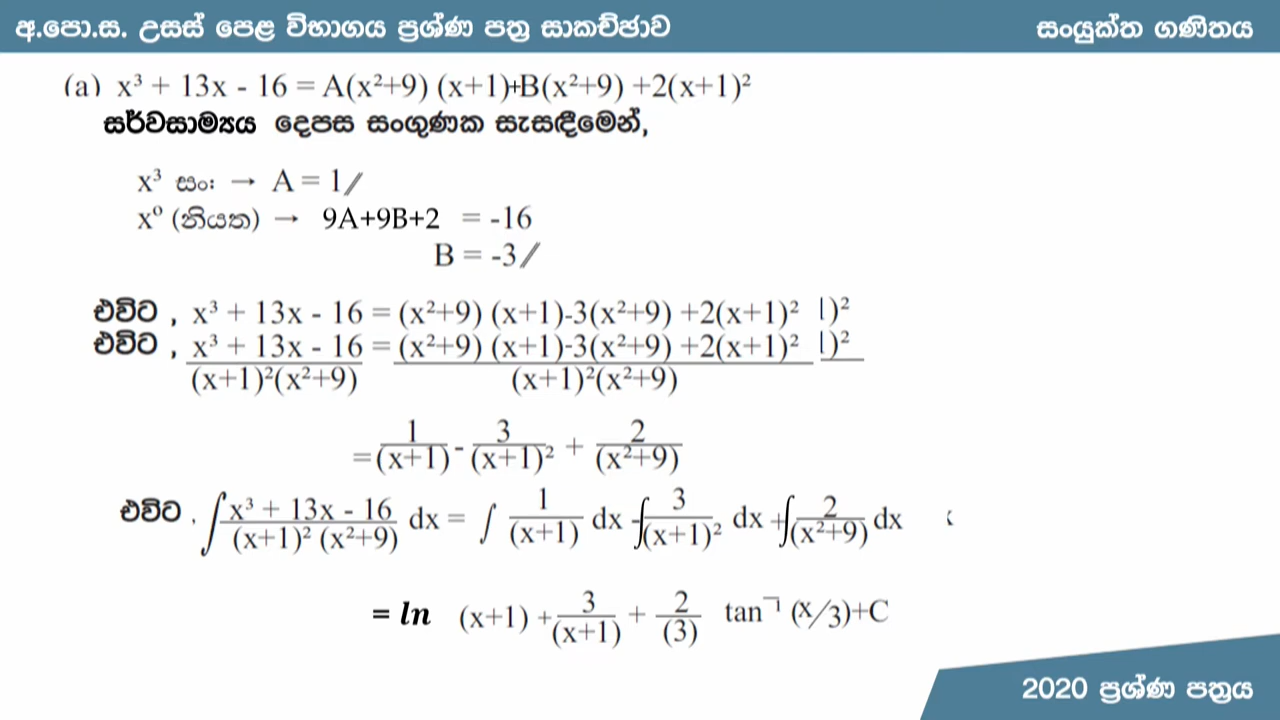 අ.පො.ස. උසස් පෙළ විභාගය ප්‍රශ්ණ පත්‍ර සාකච්ඡාව
සංයුක්ත ගණිතය
(a) x³ + 13x - 16 = A(x²+9) (x+1)+B(x²+9) +2(x+1)²
සර්වසාම්‍යය දෙපස සංගුණක සැසඳීමෙන්,
x³ සං: → A = 1//
x⁰ (නියත) → 9A+9B+2 = -16
B = -3//
එවිට , x³ + 13x - 16 = (x²+9) (x+1)-3(x²+9) +2(x+1)² l)²
එවිට , x³ + 13x - 16 = (x²+9) (x+1)-3(x²+9) +2(x+1)² l)²
(x+1)²(x²+9) (x+1)²(x²+9)
1 3 2
= (x+1) - (x+1)² + (x²+9)
එවිට , ∫ x³ + 13x - 16 dx = ∫ 1 dx - ∫ 3 dx + ∫ 2 dx
(x+1)² (x²+9) (x+1) (x+1)² (x²+9)
= ln (x+1) + 3 + 2 tan⁻¹ (x/3)+C
(x+1) (3)
2020 ප්‍රශ්ණ පත්‍රය